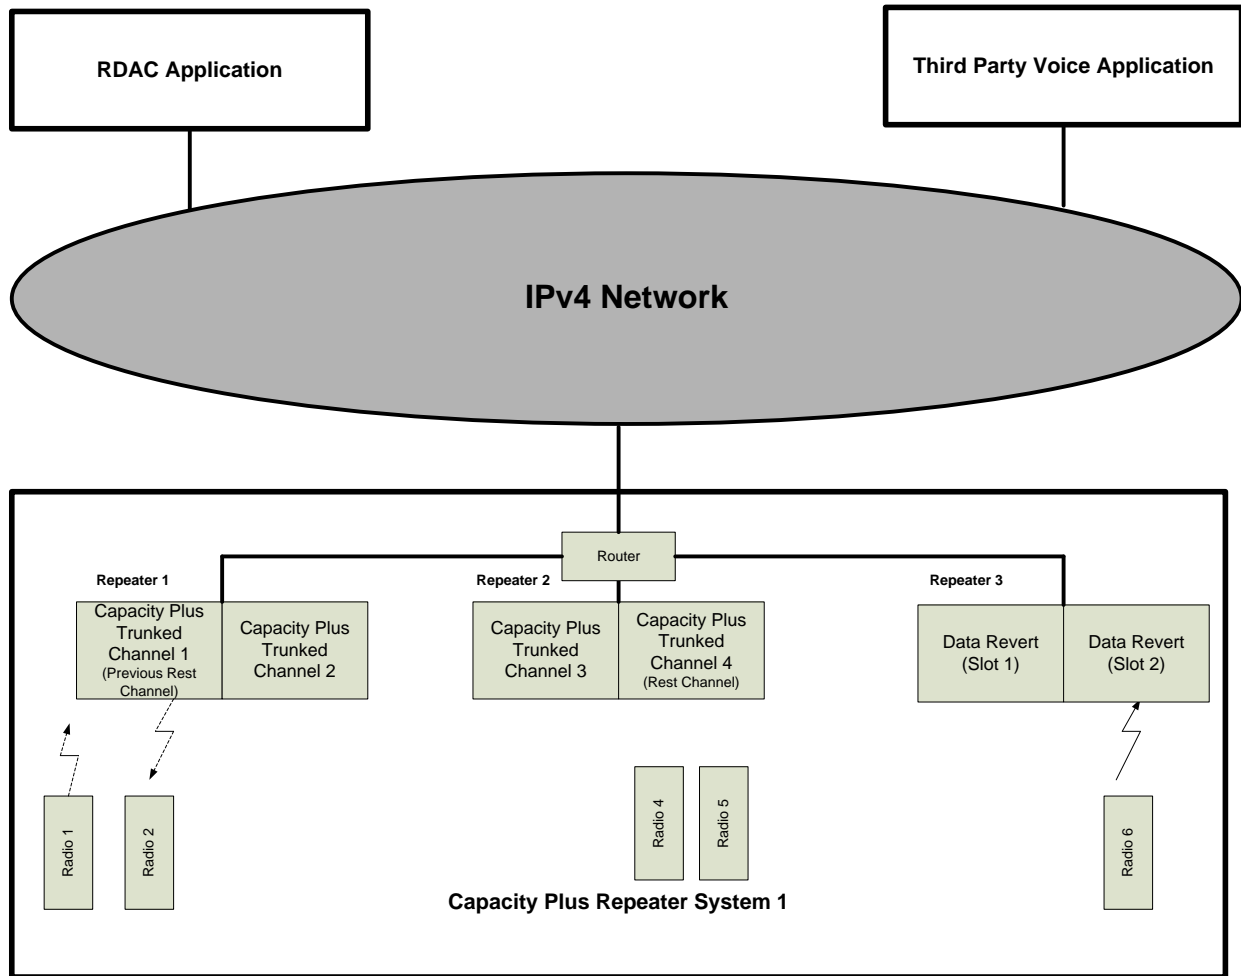 RDAC Application
Third Party Voice Application
IPv4 Network
Router
Repeater 1
Repeater 2
Repeater 3
Capacity Plus
Trunked
Channel 1
(Previous Rest
Channel)
Capacity Plus
Trunked
Channel 2
Capacity Plus
Trunked
Channel 3
Capacity Plus
Trunked
Channel 4
(Rest Channel)
Data Revert
(Slot 1)
Data Revert
(Slot 2)
Radio 1
Radio 2
Radio 4
Radio 5
Radio 6
Capacity Plus Repeater System 1